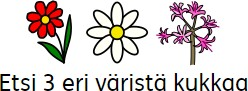 Etsi 3 eri väristä kukkaa